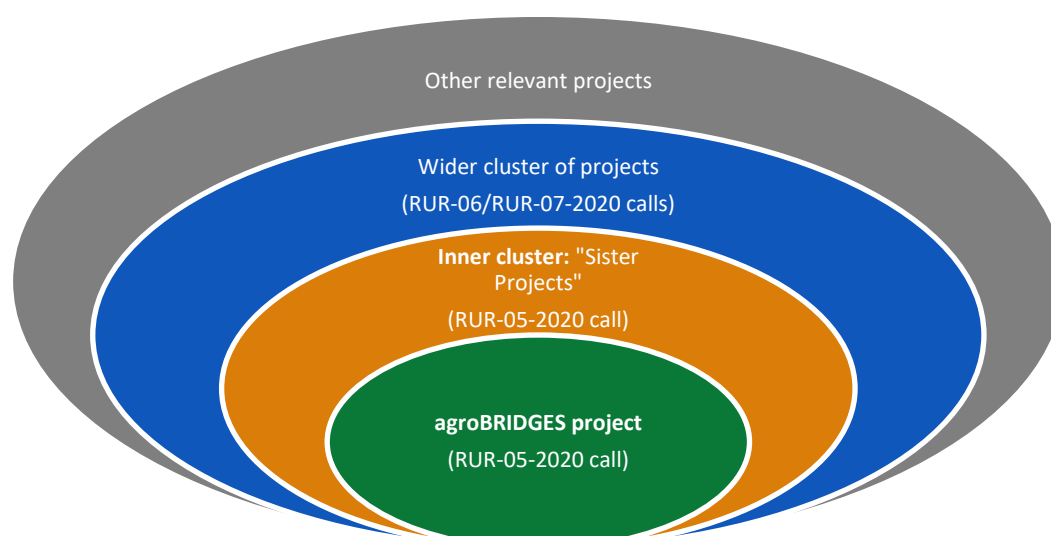 Other relevant projects
Wider cluster of projects
(RUR-06/RUR-07-2020 calls)
Inner cluster: "Sister
Projects"
(RUR-05-2020 call)
agroBRIDGES project
(RUR-05-2020 call)